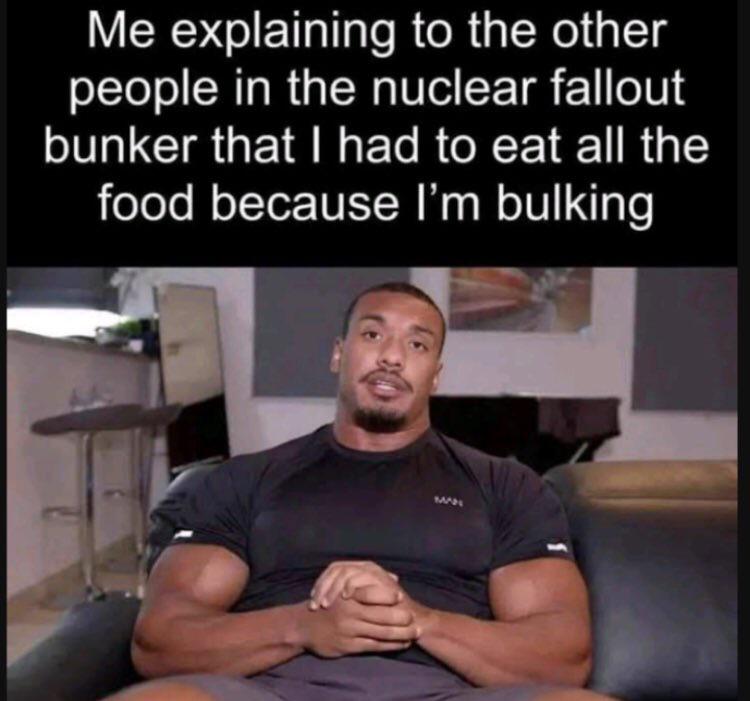 Me explaining to the other
people in the nuclear fallout
bunker that I had to eat all the
food because I’m bulking